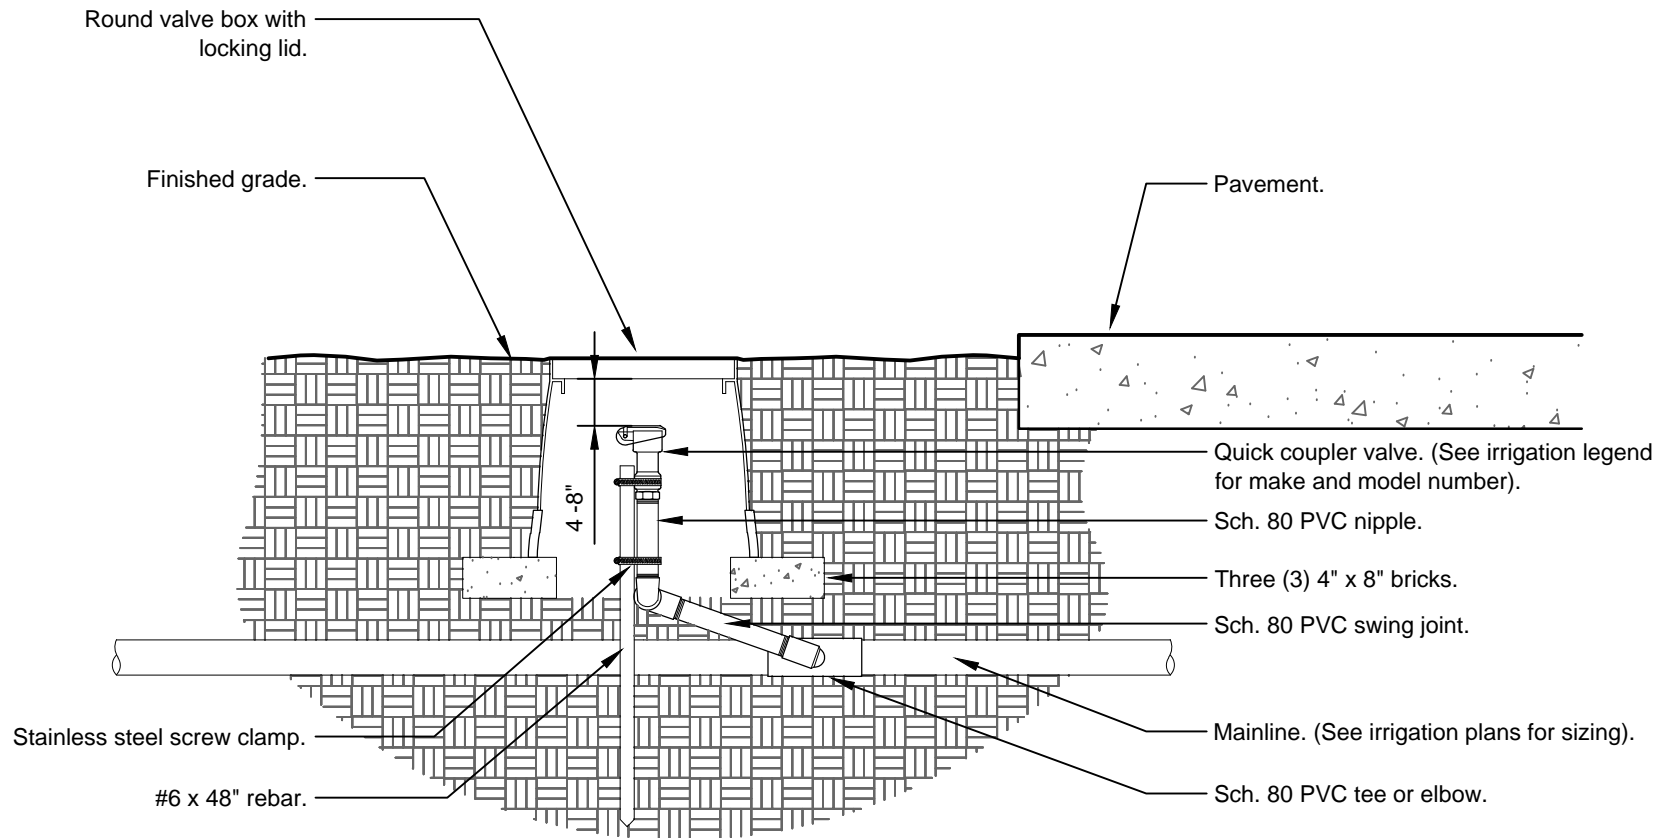 Round valve box with
locking lid.
Finished grade.
Pavement.
Quick coupler valve. (See irrigation legend
for make and model number).
4 -8"
Sch. 80 PVC nipple.
Three (3) 4" x 8" bricks.
Sch. 80 PVC swing joint.
Stainless steel screw clamp.
Mainline. (See irrigation plans for sizing).
#6 x 48" rebar.
Sch. 80 PVC tee or elbow.